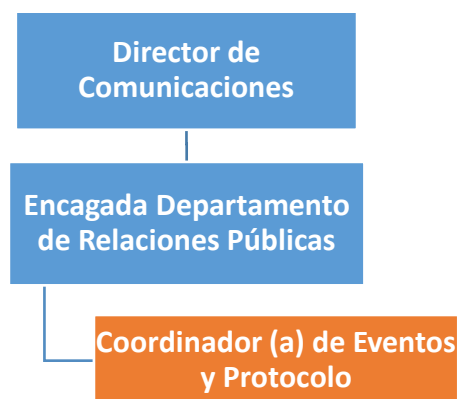 Director de
Comunicaciones
Encagada Departamento
de Relaciones Públicas
Coordinador (a) de Eventos
y Protocolo